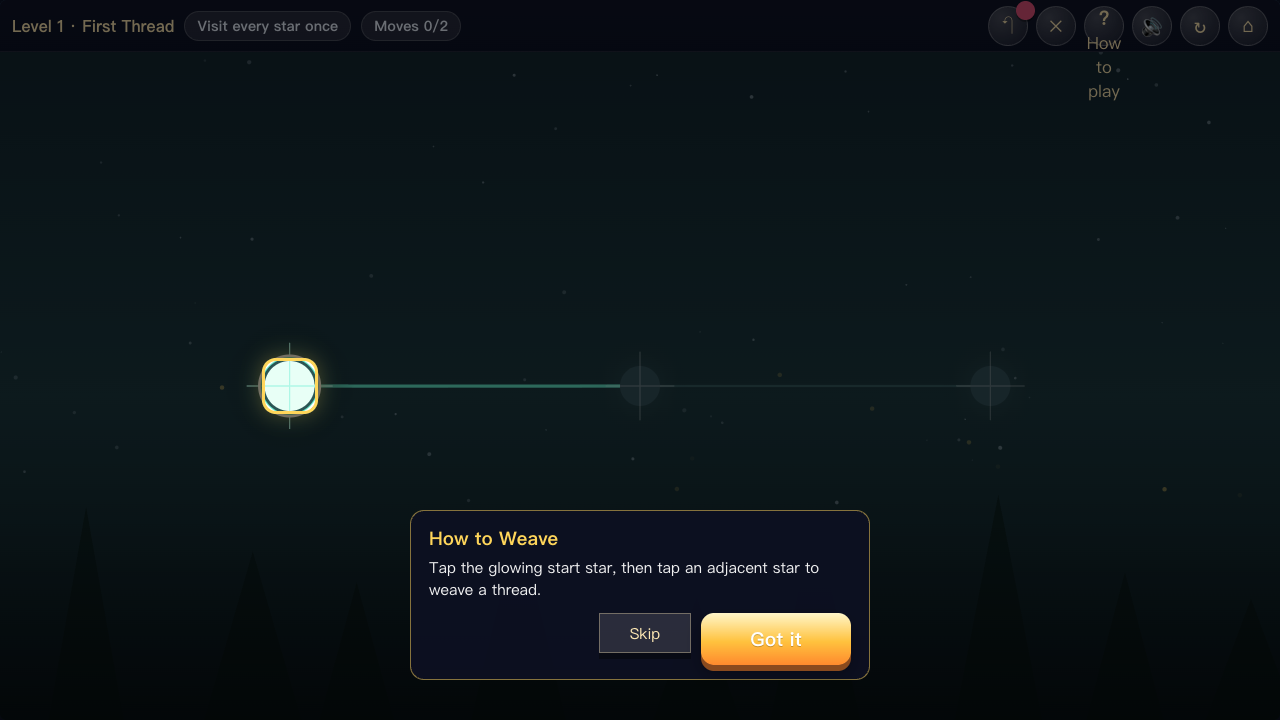 Level 1 · First Thread
Visit every star once
Moves 0/2
?
How
to
play
How to Weave
Tap the glowing start star, then tap an adjacent star to
weave a thread.
Skip
Got it